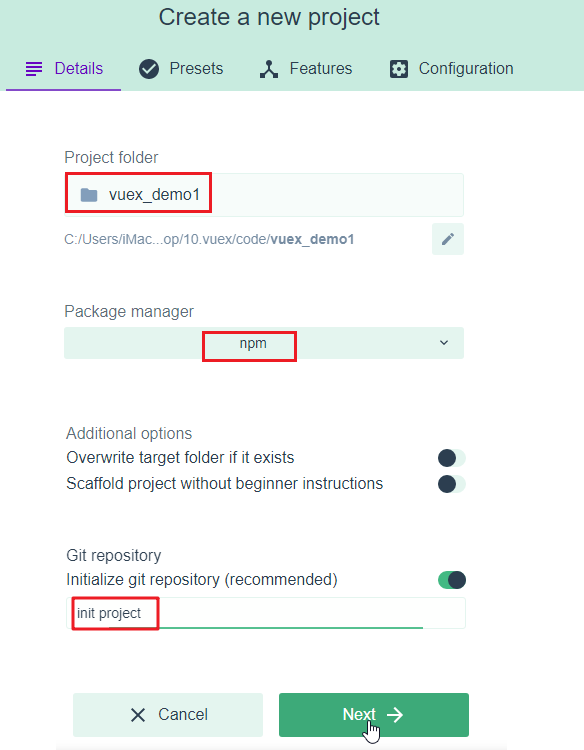 Create a new project
Details Presets Features Configuration
Project folder
vuex_demo1
C:/Users/iMac...op/10.vuex/code/vuex_demo1
Package manager
npm
Additional options
Overwrite target folder if it exists
Scaffold project without beginner instructions
Git repository
Initialize git repository (recommended)
init project
Cancel Next